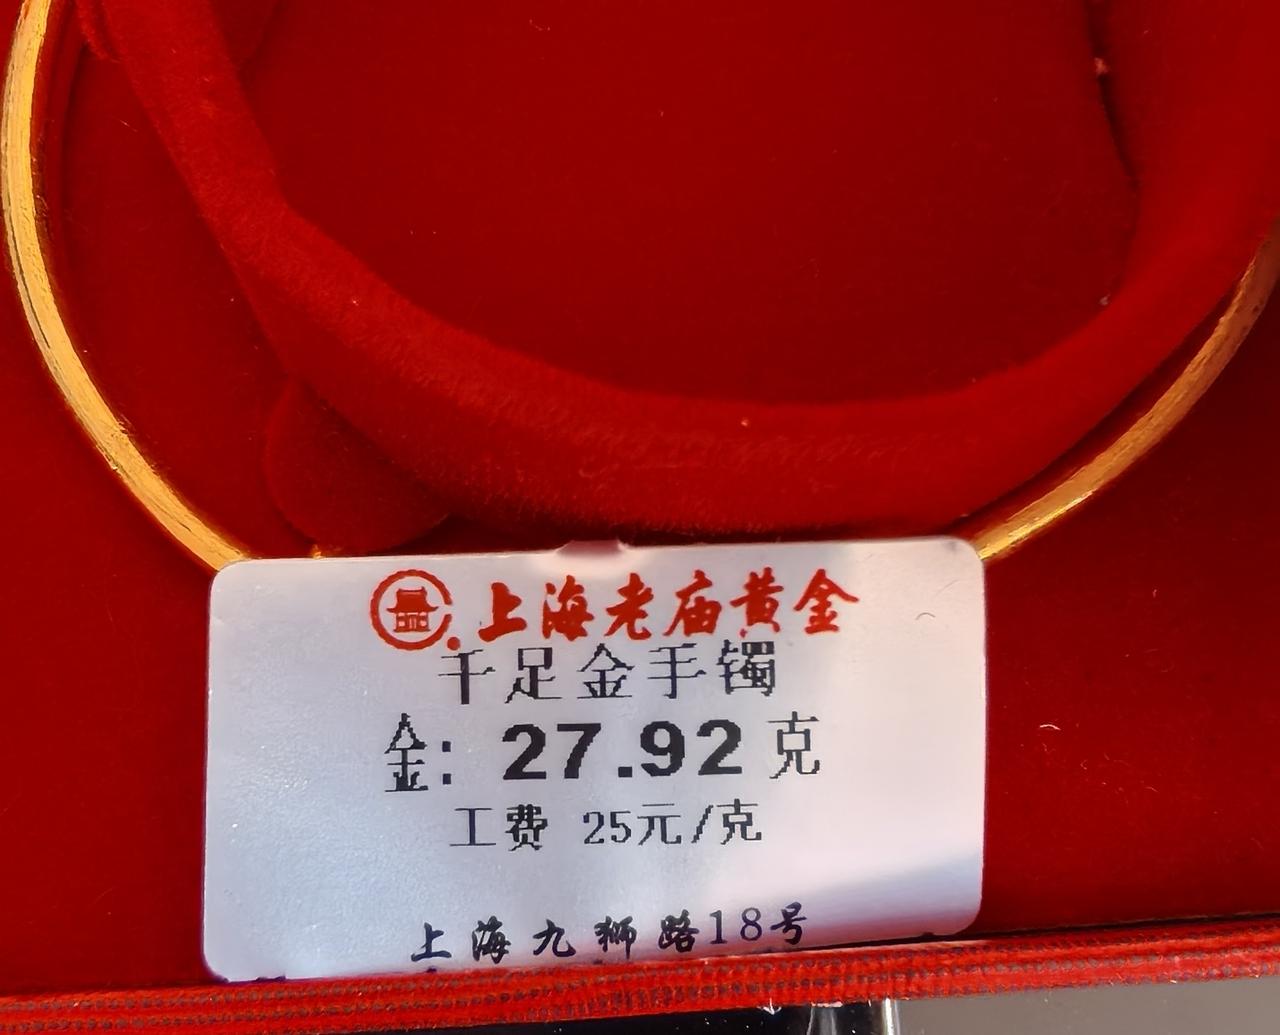 上海老庙黄金
千足金手镯
金: 27.92克
工费 25元/克
上海九狮路18号